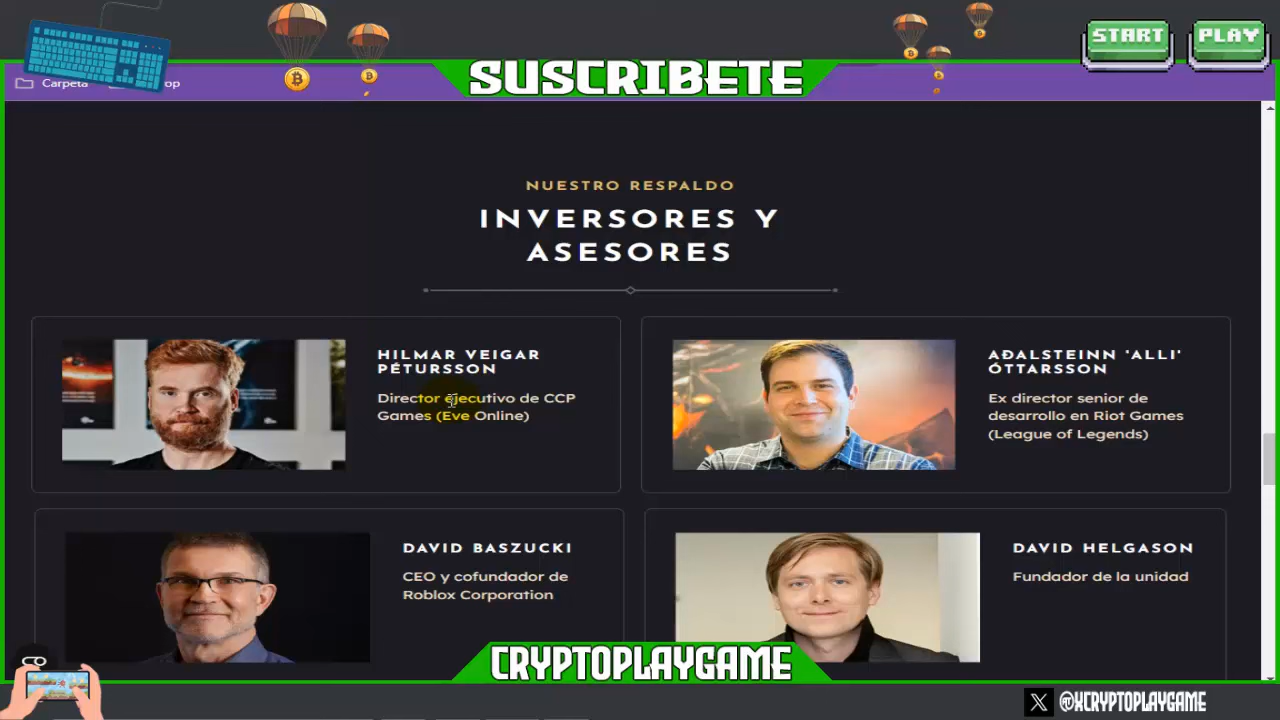 START
PLAY
SUSCRIBETE
Carpeta
op
NUESTRO RESPALDO
INVERSORES Y
ASESORES
HILMAR VEIGAR
PÉTURSSON
Director ejecutivo de CCP
Games (Eve Online)
AÐALSTEINN 'ALLI'
ÓTTARSSON
Ex director senior de
desarrollo en Riot Games
(League of Legends)
DAVID BASZUCKI
CEO y cofundador de
Roblox Corporation
DAVID HELGASON
Fundador de la unidad
CRYPTOPLAYGAME
@XCRYPTOPLAYGAME